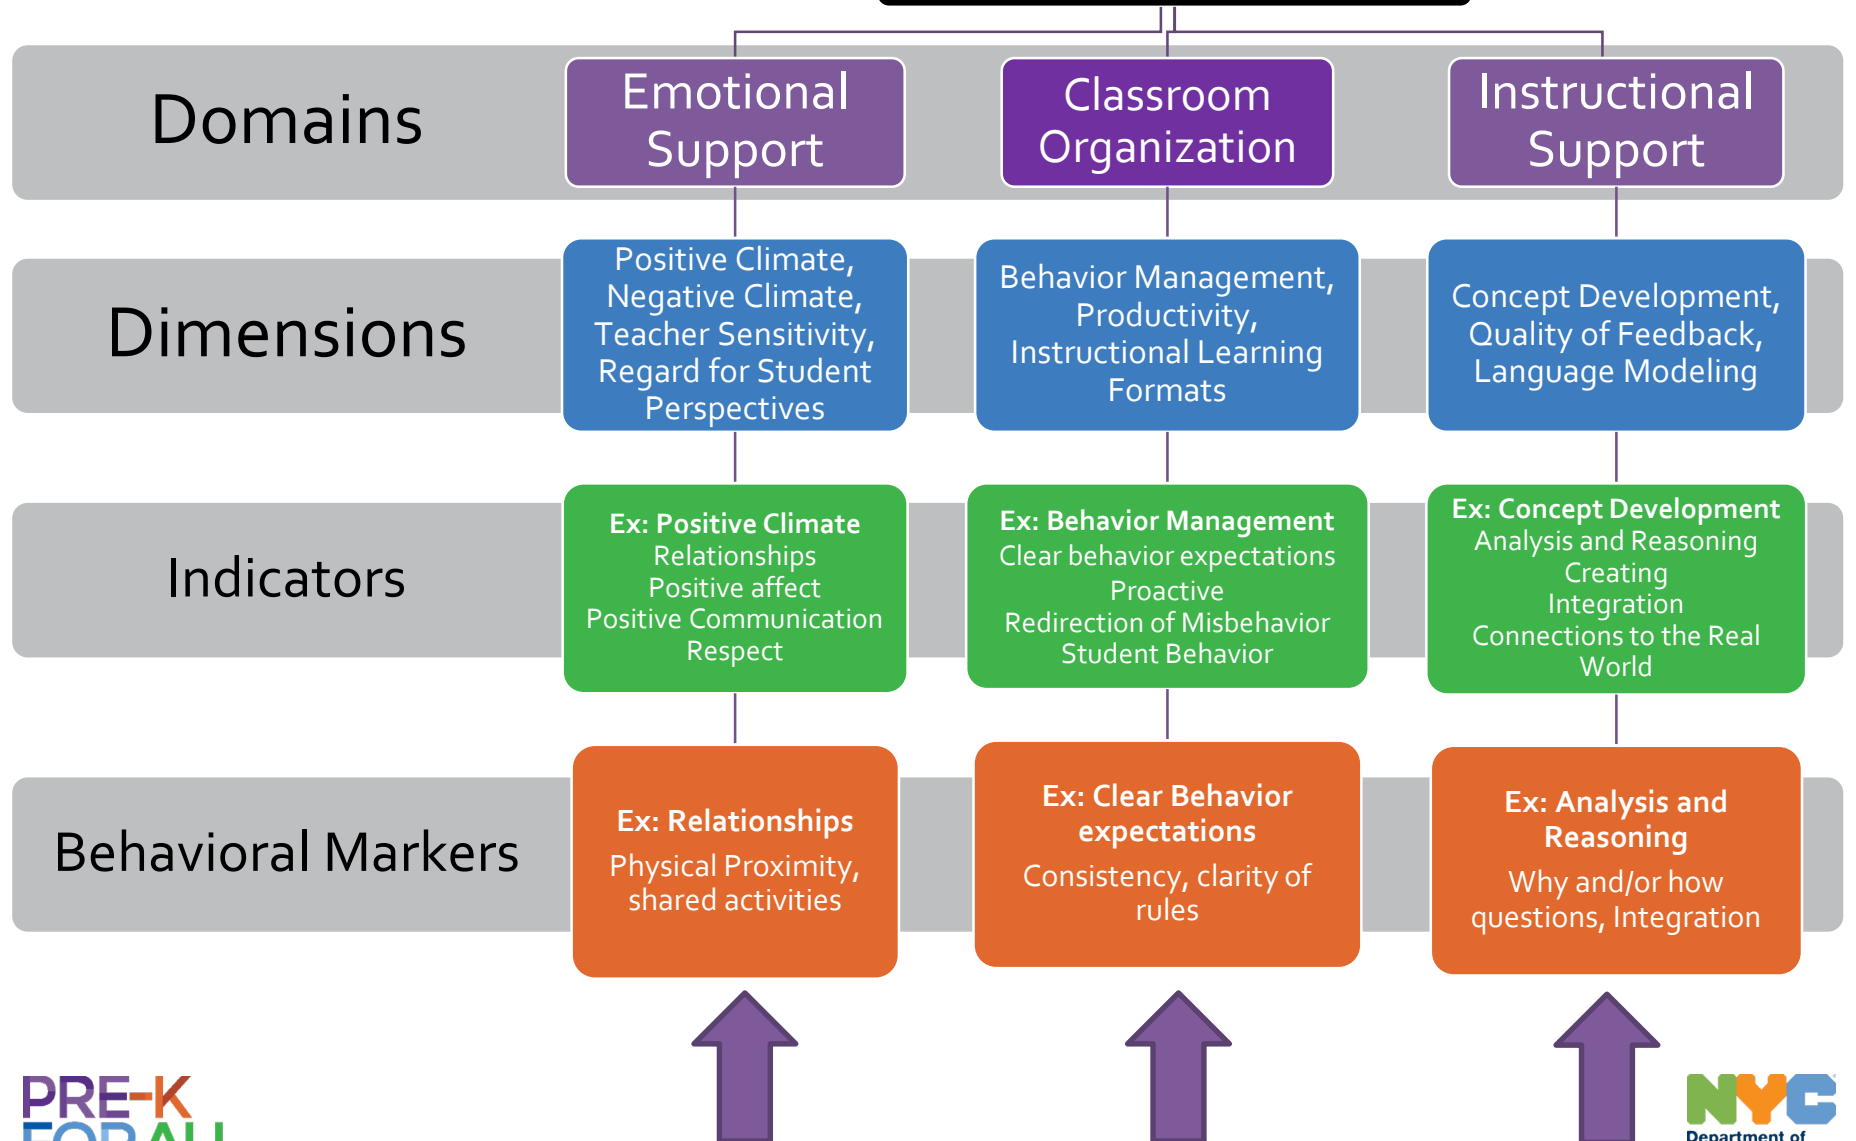 Domains
Emotional
Support
Classroom
Organization
Instructional
Support
Dimensions
Positive Climate,
Negative Climate,
Teacher Sensitivity,
Regard for Student
Perspectives
Behavior Management,
Productivity,
Instructional Learning
Formats
Concept Development,
Quality of Feedback,
Language Modeling
Indicators
Ex: Positive Climate
Relationships
Positive affect
Positive Communication
Respect
Ex: Behavior Management
Clear behavior expectations
Proactive
Redirection of Misbehavior
Student Behavior
Ex: Concept Development
Analysis and Reasoning
Creating
Integration
Connections to the Real
World
Behavioral Markers
Ex: Relationships
Physical Proximity,
shared activities
Ex: Clear Behavior
expectations
Consistency, clarity of
rules
Ex: Analysis and
Reasoning
Why and/or how
questions, Integration
PRE-K
FOR ALL
NYC
Department of